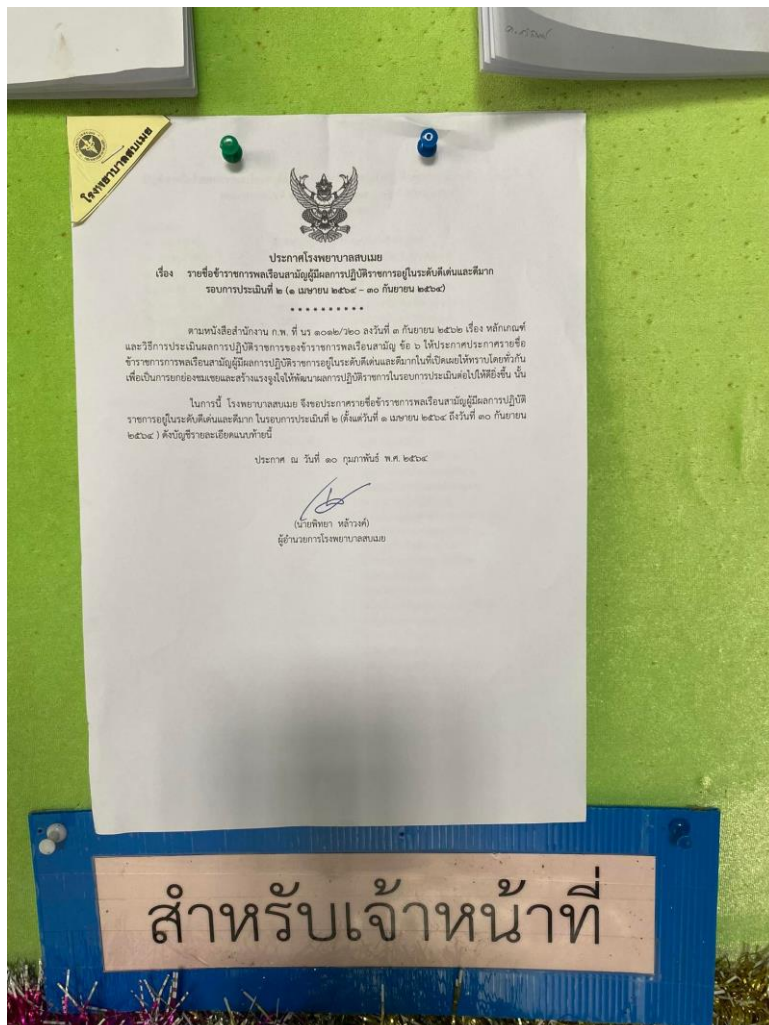 โรงพยาบาลสบเมย
ประกาศโรงพยาบาลสบเมย
เรื่อง รายชื่อข้าราชการพลเรือนสามัญผู้มีผลการปฏิบัติราชการอยู่ในระดับดีเด่นและดีมาก
รอบการประเมินที่ ๒ (๑ เมษายน ๒๕๖๔ – ๓๐ กันยายน ๒๕๖๔)
ตามหนังสือสำนักงาน ก.พ. ที่ นร ๑๐๑๒/ว๒๐ ลงวันที่ ๓ กันยายน ๒๕๕๒ เรื่อง หลักเกณฑ์
และวิธีการประเมินผลการปฏิบัติราชการของข้าราชการพลเรือนสามัญ ข้อ ๖ ให้ประกาศประกาศรายชื่อ
ข้าราชการการพลเรือนสามัญผู้มีผลการปฏิบัติราชการอยู่ในระดับดีเด่นและดีมากในที่เปิดเผยให้ทราบโดยทั่วกัน
เพื่อเป็นการยกย่องชมเชยและสร้างแรงจูงใจให้พัฒนาผลการปฏิบัติราชการในรอบการประเมินต่อไปให้ดียิ่งขึ้น นั้น
ในการนี้ โรงพยาบาลสบเมย จึงขอประกาศรายชื่อข้าราชการพลเรือนสามัญผู้มีผลการปฏิบัติ
ราชการอยู่ในระดับดีเด่นและดีมาก ในรอบการประเมินที่ ๒ (ตั้งแต่วันที่ ๑ เมษายน ๒๕๖๔ ถึงวันที่ ๓๐ กันยายน
๒๕๖๔ ) ดังบัญชีรายละเอียดแนบท้ายนี้
ประกาศ ณ วันที่ ๑๐ กุมภาพันธ์ พ.ศ. ๒๕๖๔
(นายพิทยา หล้าวงค์)
ผู้อำนวยการโรงพยาบาลสบเมย
สำหรับเจ้าหน้าที่